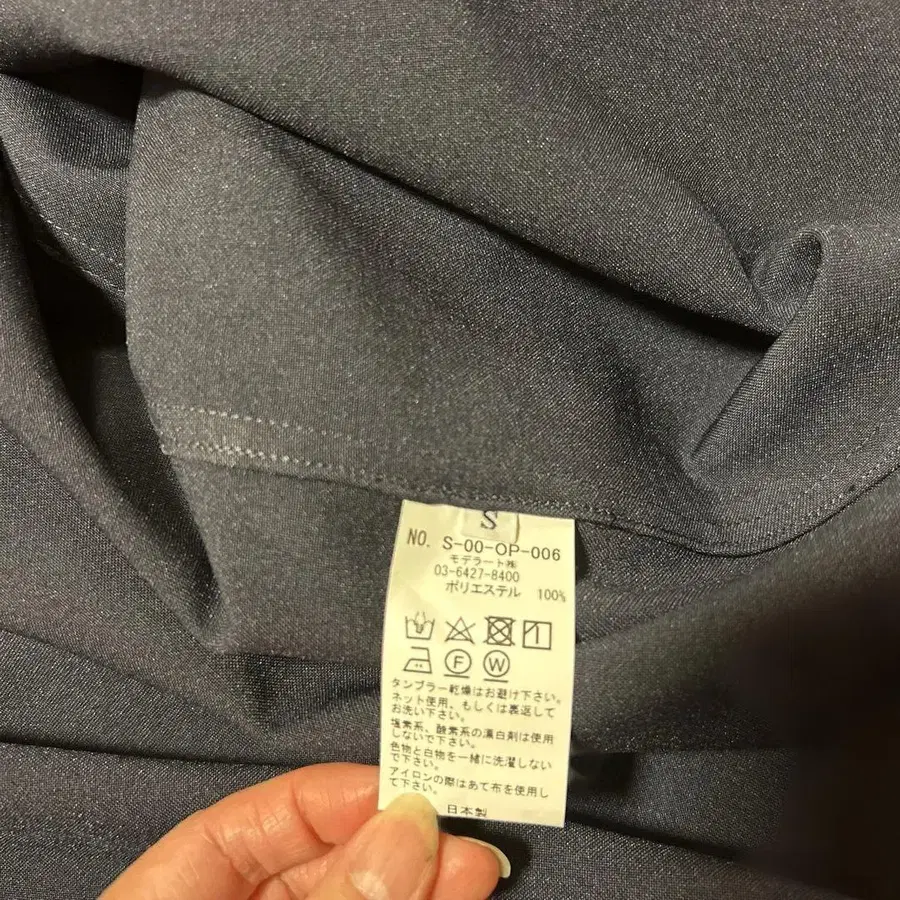 S
NO. S-00-OP-006
モデラート㈱
03-6427-8400
ポリエステル 100%
F W
タンブラー乾燥はお避け下さい。
ネット使用、もしくは裏返して
お洗い下さい。
塩素系、酸素系の漂白剤は使用
しないで下さい。
色物と白物を一緒に洗濯しない
で下さい。
アイロンの際はあて布を使用し
て下さい。
日本製